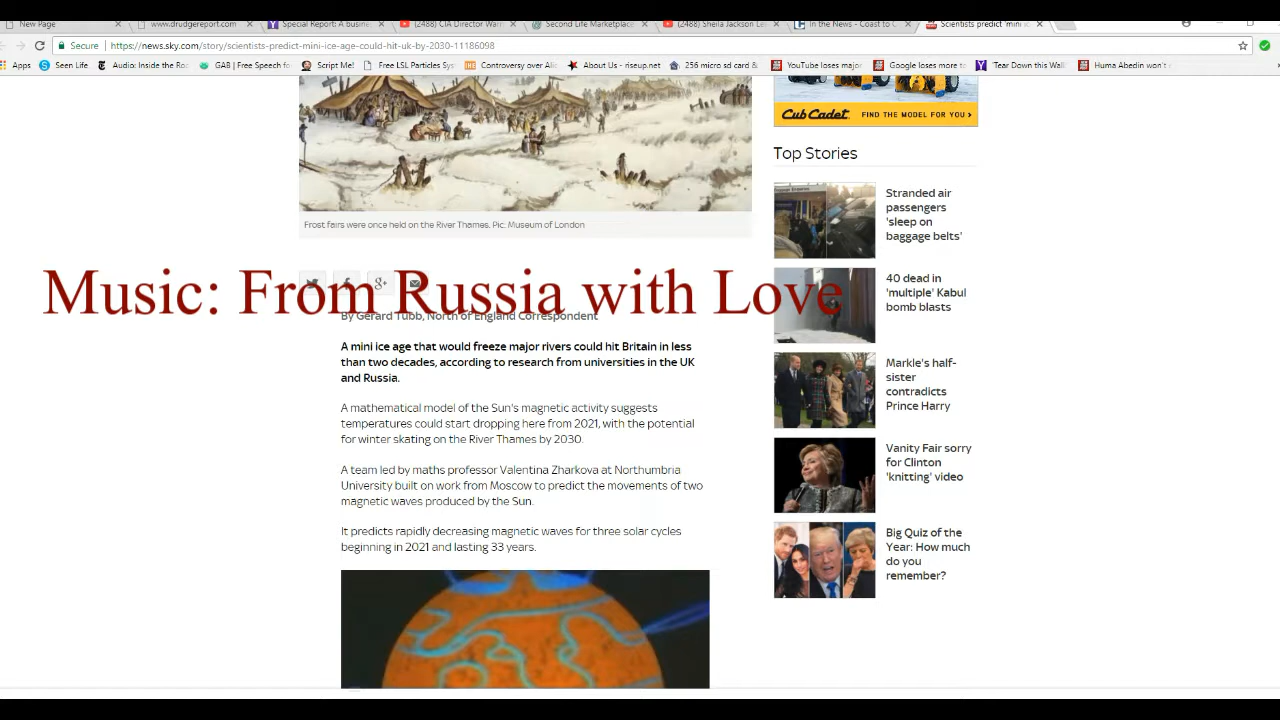 New Page
www.drudgereport.com
Special Report: A busin
(2488) CIA Director War
Second Life Marketplace
(2488) Sheila Jackson Le
In the News - Coast to C
Scientists predict 'mini ic
Secure
https://news.sky.com/story/scientists-predict-mini-ice-age-could-hit-uk-by-2030-11186098
Apps
Seen Life
Audio: Inside the Ro
GAB | Free Speech fo
Script Me!
Free LSL Particles Sys
Controversy over Alo
About Us - riseup.net
256 micro sd card &
YouTube loses major
Google loses more to
Tear Down this Wall
Huma Abedin won't
Cub Cadet. FIND THE MODEL FOR YOU >
Top Stories
Stranded air
passengers
'sleep on
baggage belts'
40 dead in
'multiple' Kabul
bomb blasts
Markle's half-
sister
contradicts
Prince Harry
Vanity Fair sorry
for Clinton
'knitting' video
Big Quiz of the
Year: How much
do you
remember?
Frost fairs were once held on the River Thames. Pic: Museum of London
Music: From Russia with Love
By Gerard Tubb, North of England Correspondent
A mini ice age that would freeze major rivers could hit Britain in less
than two decades, according to research from universities in the UK
and Russia.
A mathematical model of the Sun's magnetic activity suggests
temperatures could start dropping here from 2021, with the potential
for winter skating on the River Thames by 2030.
A team led by maths professor Valentina Zharkova at Northumbria
University built on work from Moscow to predict the movements of two
magnetic waves produced by the Sun.
It predicts rapidly decreasing magnetic waves for three solar cycles
beginning in 2021 and lasting 33 years.